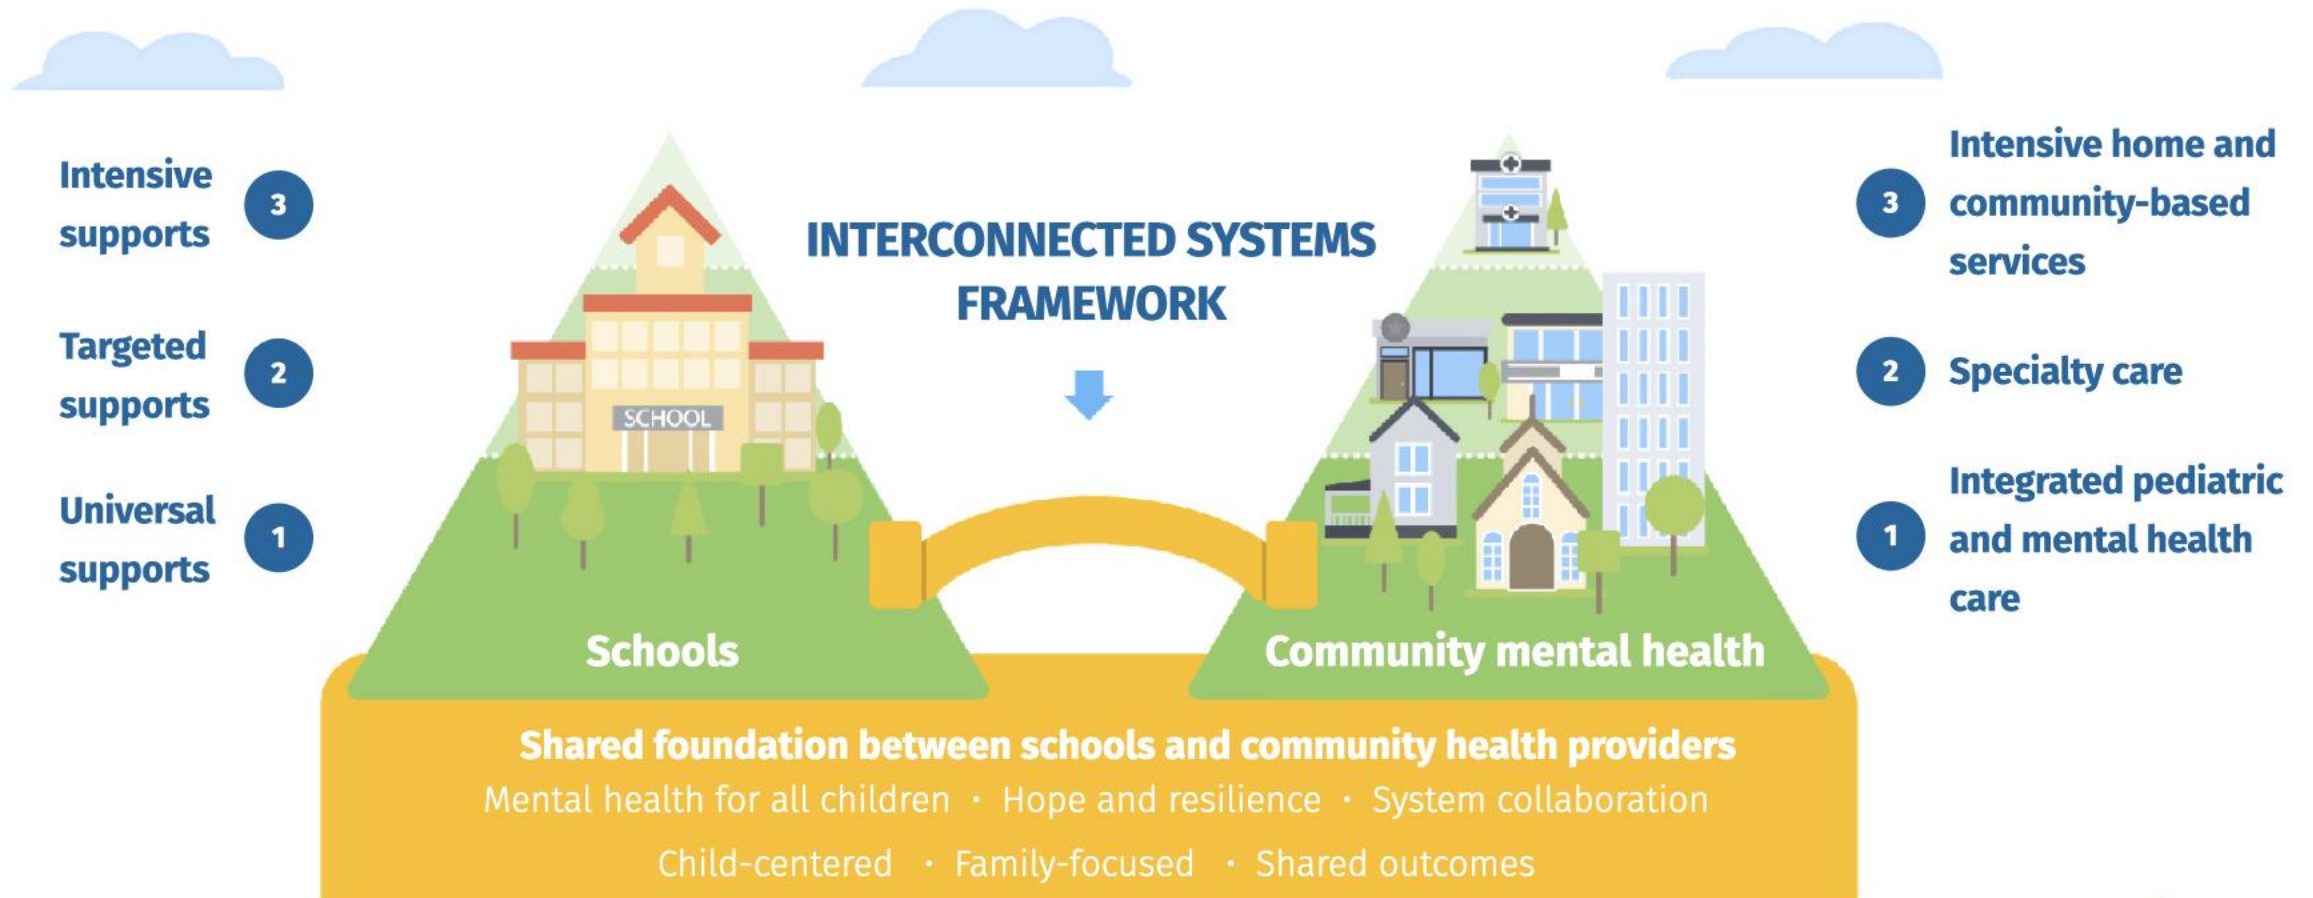 Intensive
supports
3
Targeted
supports
2
Universal
supports
1
INTERCONNECTED SYSTEMS
FRAMEWORK
SCHOOL
Schools
Community mental health
3
Intensive home and
community-based
services
2
Specialty care
1
Integrated pediatric
and mental health
care
Shared foundation between schools and community health providers
Mental health for all children · Hope and resilience · System collaboration
Child-centered · Family-focused · Shared outcomes